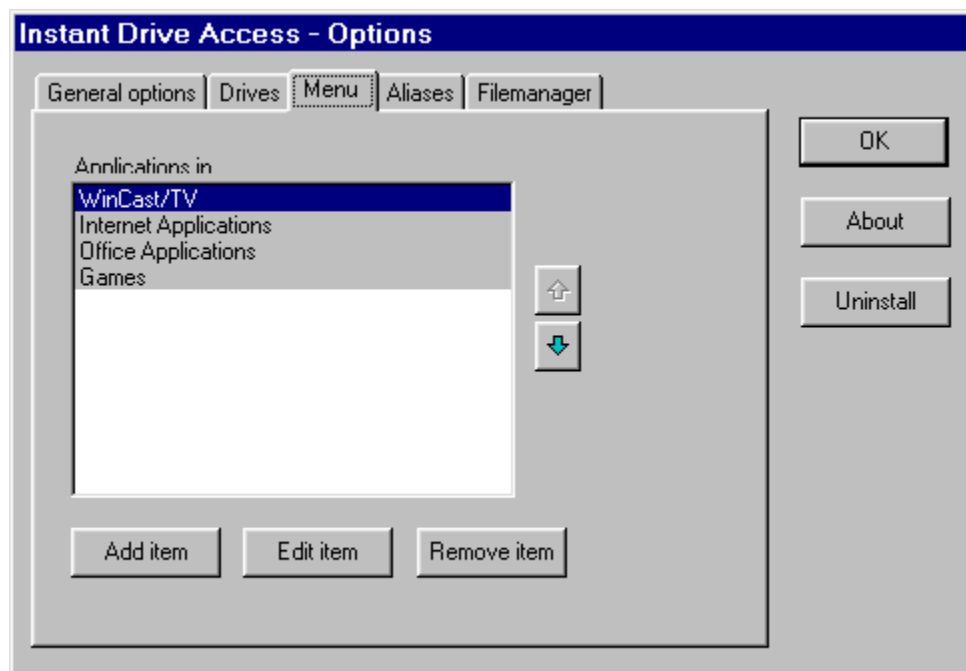 Instant Drive Access - Options
General options Drives Menu Aliases Filemanager
Applications in
WinCast/TV
Internet Applications
Office Applications
Games
OK
About
Uninstall
Add item Edit item Remove item